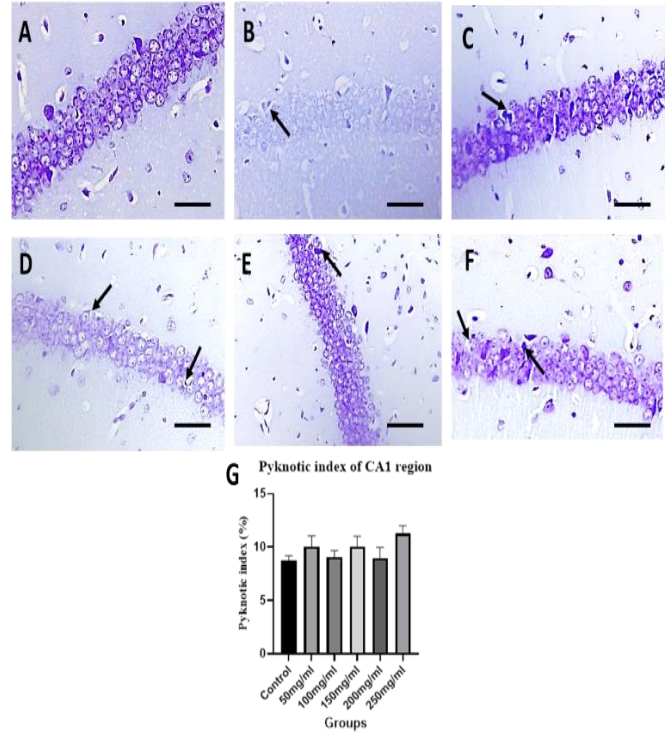 A
B
C
D
E
F
G
Pyknotic index of CA1 region
Pyknotic index (%)
15
10
5
0
Control
50mg/ml
100mg/ml
150mg/ml
200mg/ml
250mg/ml
Groups